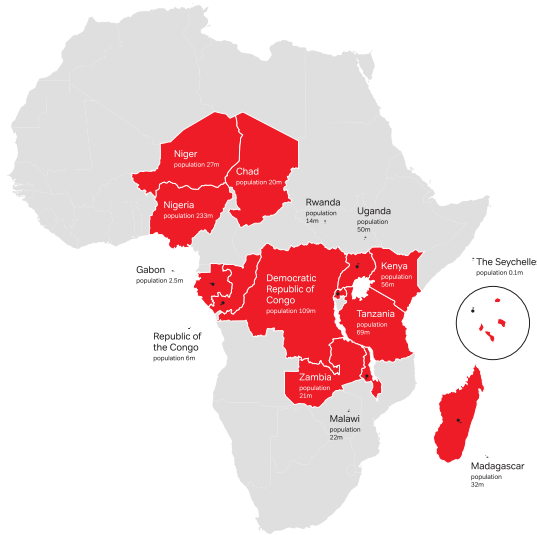 Niger
population 27m
Chad
population 20m
Nigeria
population 233m
Rwanda
population
14m
Uganda
population
50m
Gabon
population 2.5m
Democratic
Republic of
Congo
population 109m
Kenya
population
56m
The Seychelle
population 0.1m
Tanzania
population
69m
Republic of
the Congo
population 6m
Zambia
population
21m
Malawi
population
22m
Madagascar
population
32m